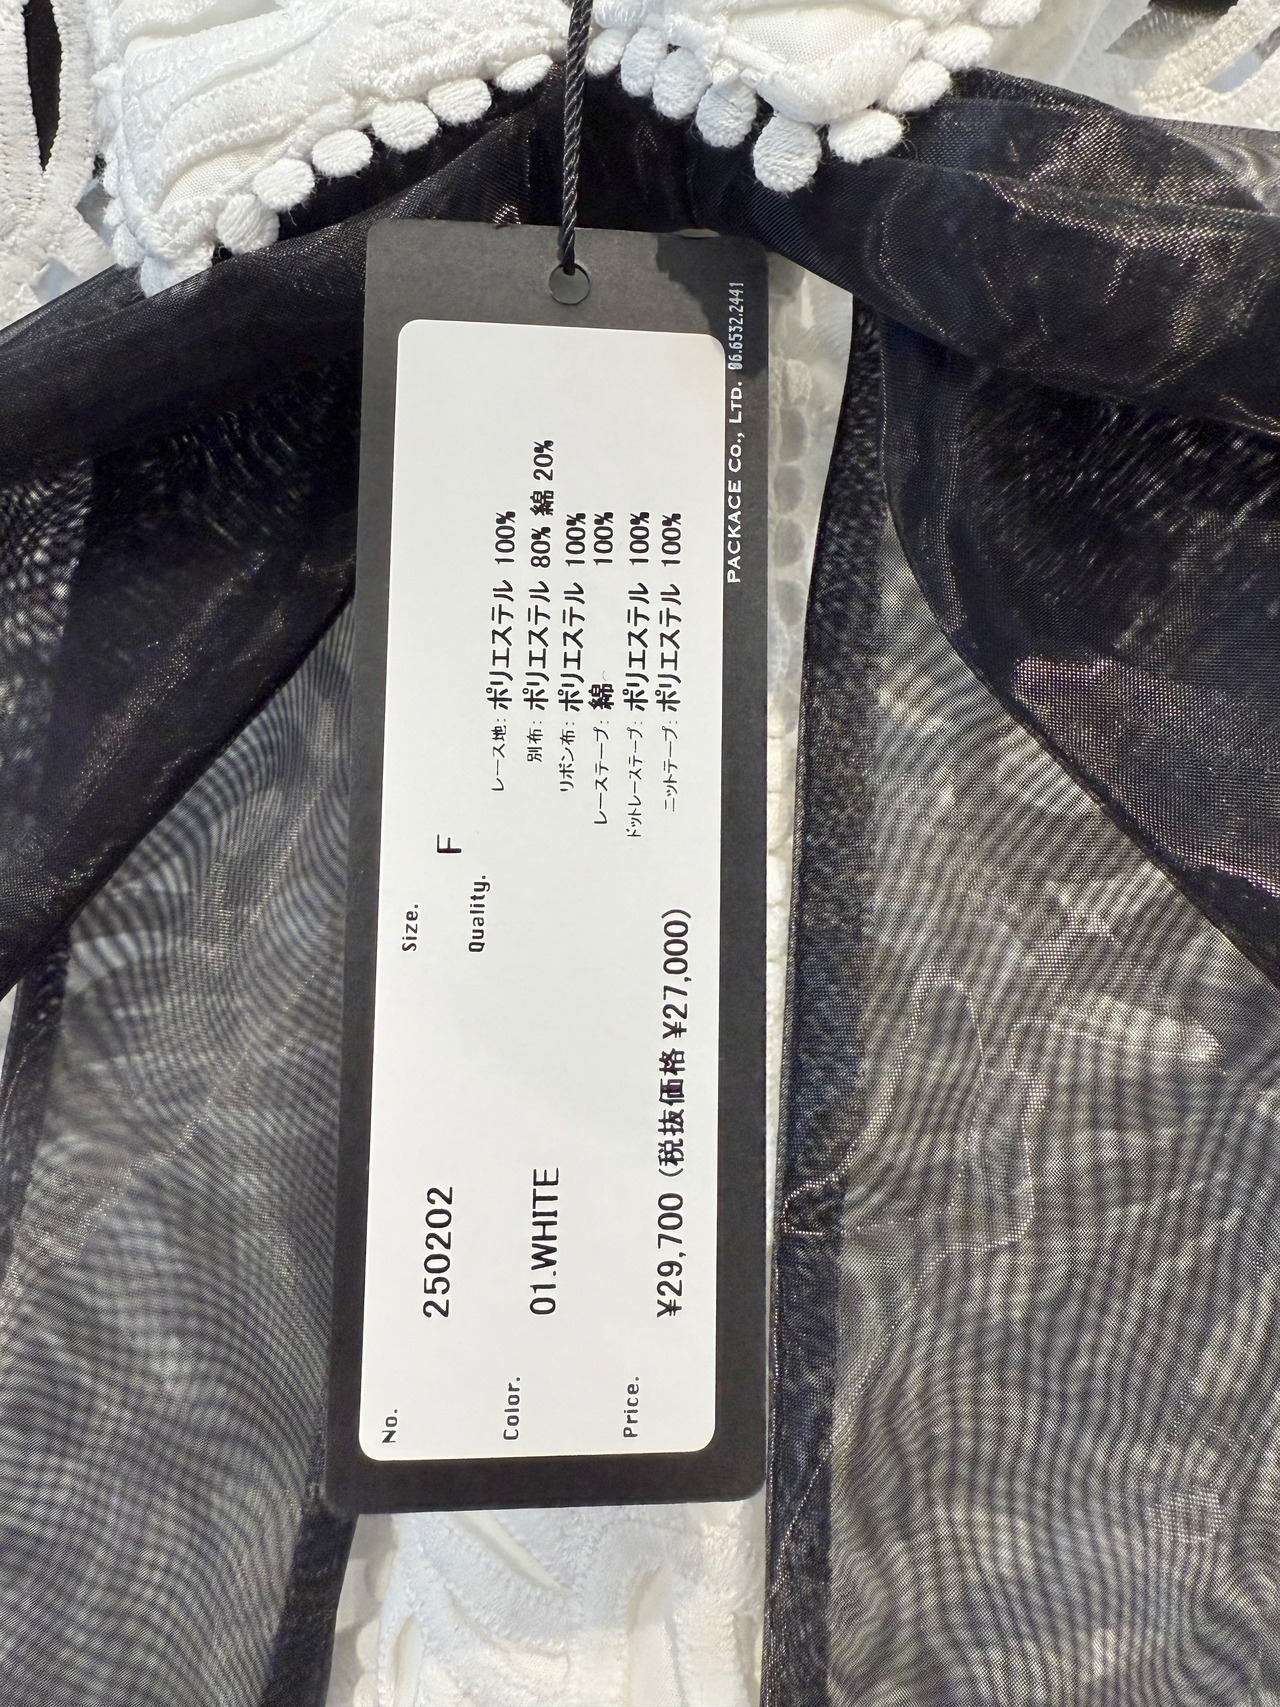 No.
250202
Color.
01.WHITE
Price.
¥29,700 (税抜価格 ¥27,000)
Size.
F
Quality.
レース地: ポリエステル 100%
別布: ポリエステル 80% 綿 20%
リボン布: ポリエステル 100%
レーステープ: 綿 100%
ドットレーステープ: ポリエステル 100%
ニットテープ: ポリエステル 100%
PACKAGE CO., LTD. 06.6532.2441